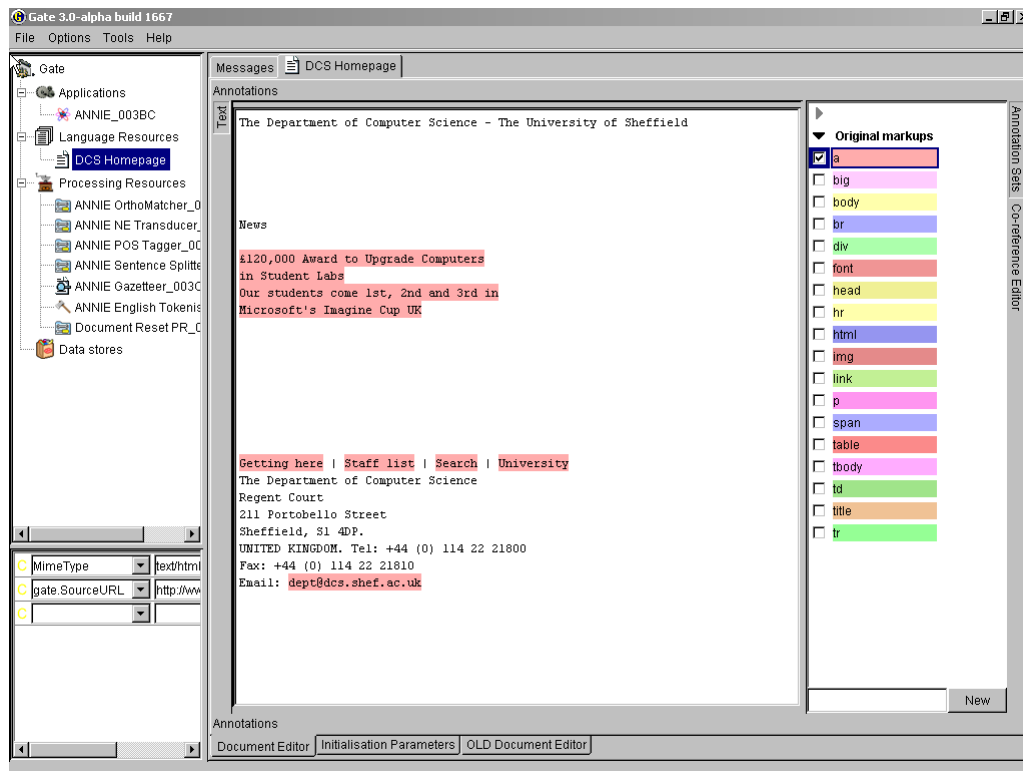 Gate 3.0-alpha build 1667
File Options Tools Help
Gate
Applications
ANNIE_003BC
Language Resources
DCS Homepage
Processing Resources
ANNIE OrthoMatcher_0
ANNIE NE Transducer_
ANNIE POS Tagger_00
ANNIE Sentence Splitte
ANNIE Gazetteer_003C
ANNIE English Tokenis
Document Reset PR_0
Data stores
C MimeType text/html
C gate.SourceURL http://ww
C
Messages DCS Homepage
Annotations
Text
The Department of Computer Science - The University of Sheffield
News
£120,000 Award to Upgrade Computers
in Student Labs
Our students come 1st, 2nd and 3rd in
Microsoft's Imagine Cup UK
Getting here | Staff list | Search | University
The Department of Computer Science
Regent Court
211 Portobello Street
Sheffield, S1 4DP.
UNITED KINGDOM. Tel: +44 (0) 114 22 21800
Fax: +44 (0) 114 22 21810
Email: dept@dcs.shef.ac.uk
Original markups
a
big
body
br
div
font
head
hr
html
img
link
p
span
table
tbody
td
title
tr
New
Annotation Sets
Co-reference Editor
Annotations
Document Editor Initialisation Parameters OLD Document Editor